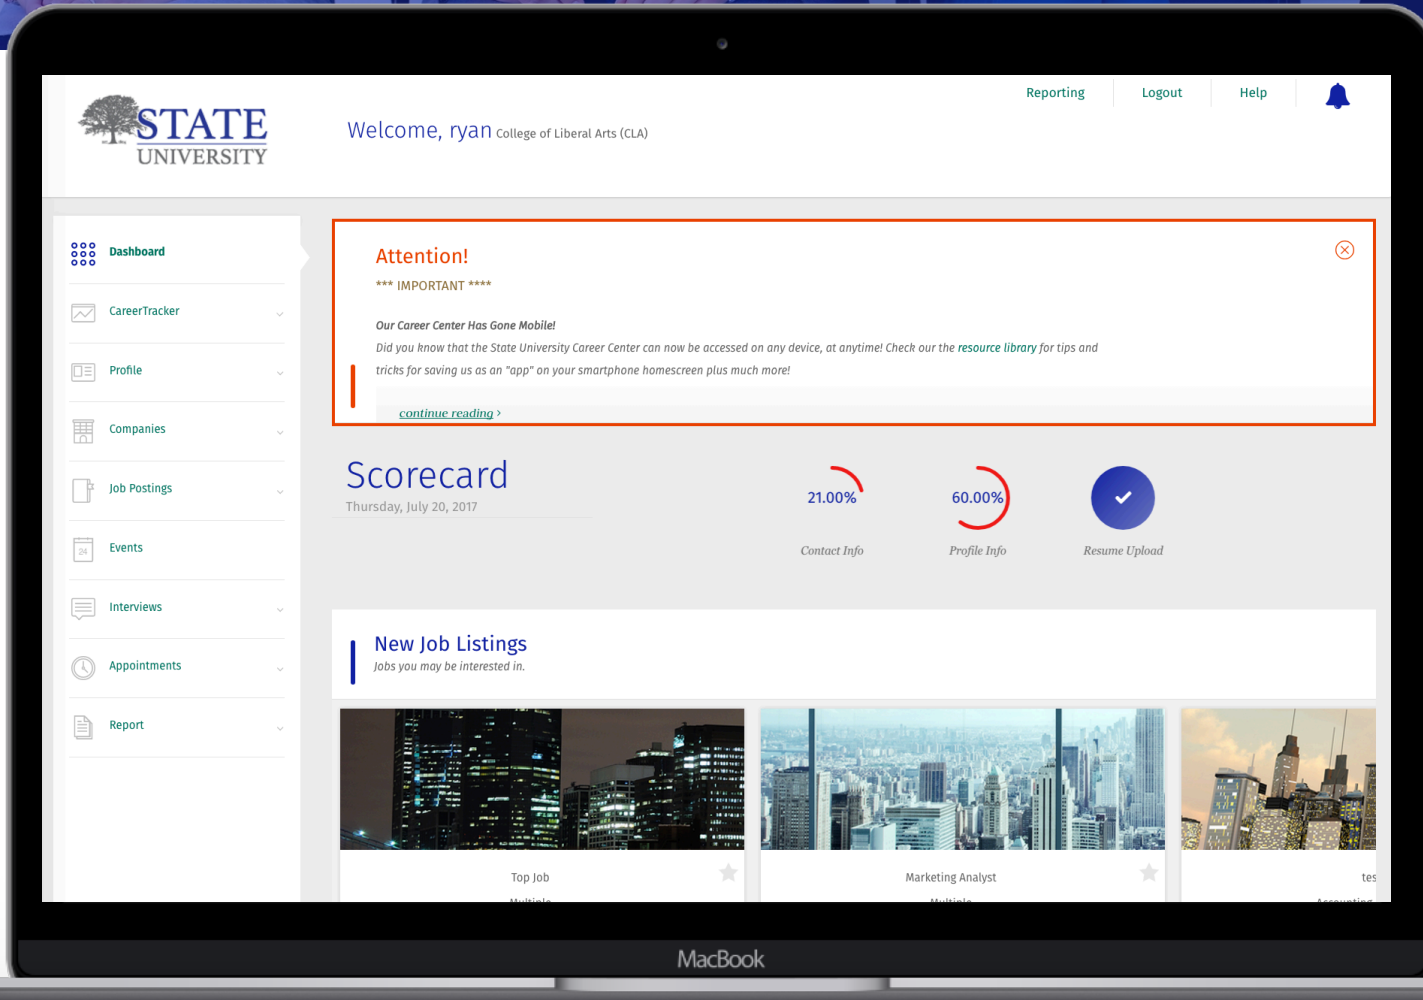 STATE
UNIVERSITY
Welcome, ryan College of Liberal Arts (CLA)
Reporting
Logout
Help
Dashboard
CareerTracker
Profile
Companies
Job Postings
24
Events
Interviews
Appointments
Report
Attention!
*** IMPORTANT ****
Our Career Center Has Gone Mobile!
Did you know that the State University Career Center can now be accessed on any device, at anytime! Check our the resource library for tips and
tricks for saving us as an "app" on your smartphone homescreen plus much more!
continue reading >
Scorecard
Thursday, July 20, 2017
21.00%
Contact Info
60.00%
Profile Info
Resume Upload
New Job Listings
Jobs you may be interested in.
Top Job
Multiple
Marketing Analyst
Multiple
tes
Accounting
MacBook